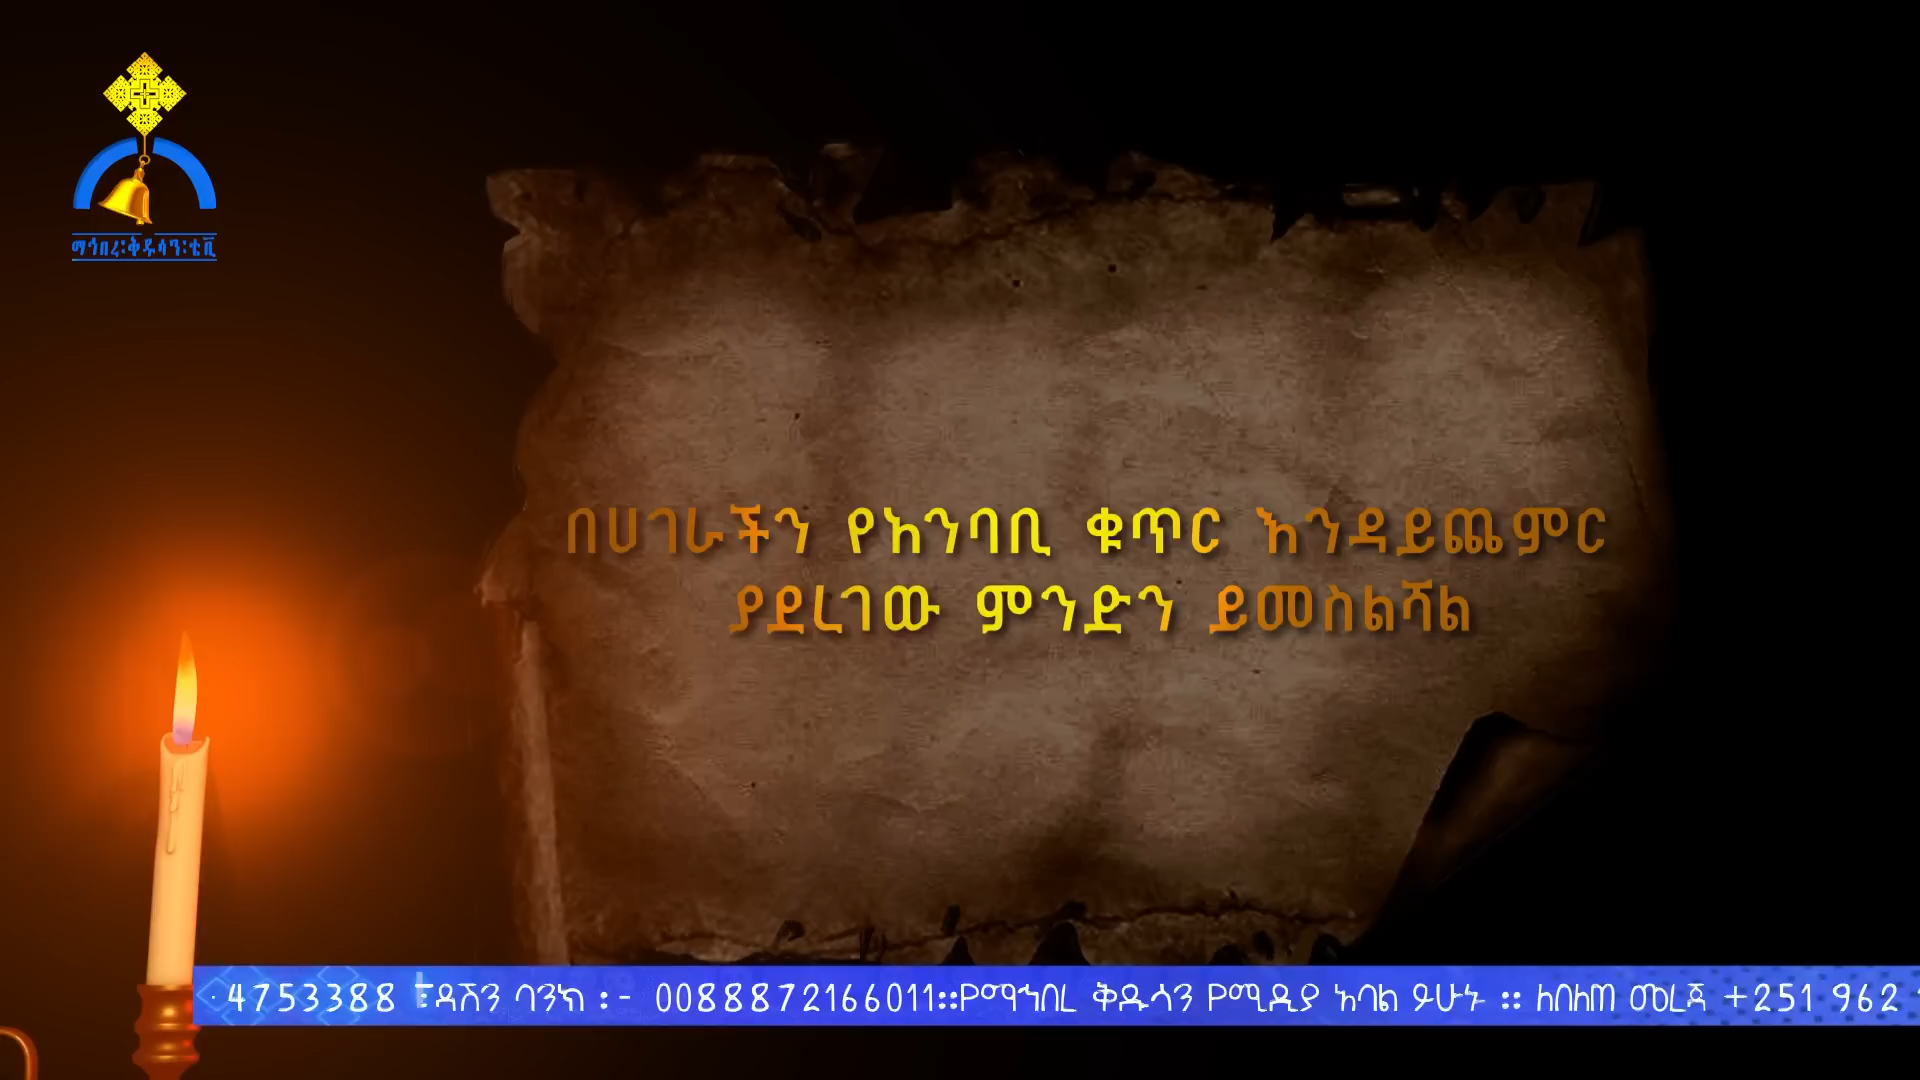 ማኅበረ፡ቅዱሳን፡ቴቪ
በሀገራችን የአንባቢ ቁጥር እንዳይጨምር
ያደረገው ምንድን ይመስልሻል
4753388 ፣ዳሽን ባንክ ፡- 0088872166011።የማኅበረ ቅዱሳን የሚዲያ አባል ይሁኑ ። ለበለጠ መረጃ +251 962